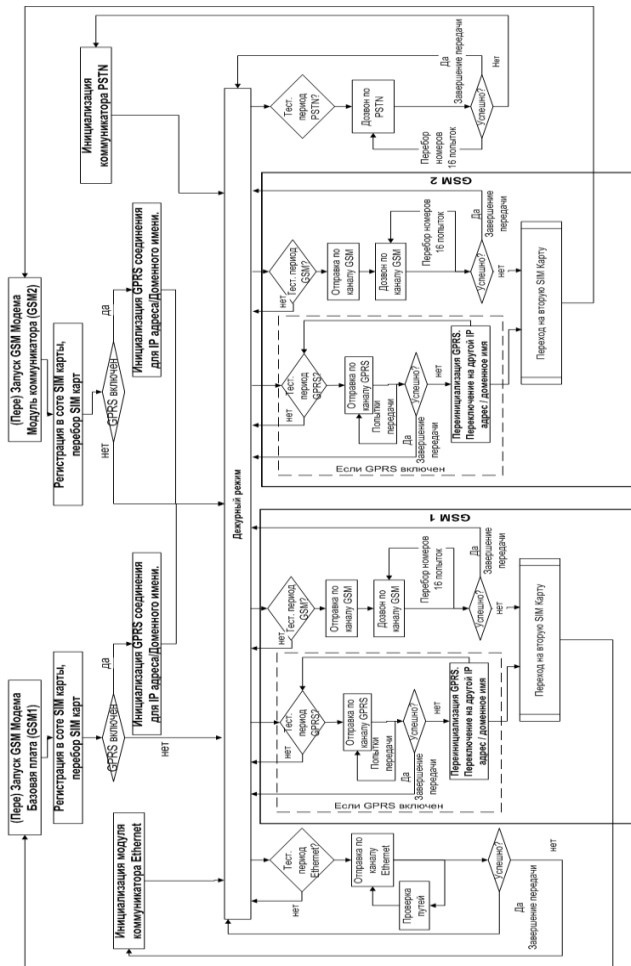 (Пере) Запуск GSM Модема
Базовая плата (GSM1)
Регистрация в соте SIM карты,
перебор SIM карт
GPRS включен
да
нет
Инициализация GPRS соединения
для IP адреса/Доменного имени.
Инициализация модуля
коммуникатора Ethernet
(Пере) Запуск GSM Модема
Модуль коммуникатора (GSM2)
Регистрация в соте SIM карты,
перебор SIM карт
GPRS включен
да
нет
Инициализация GPRS соединения
для IP адреса/Доменного имени.
Инициализация
коммуникатора PSTN
Дежурный режим
Тест.
период
Ethernet?
нет
Отправка по
каналу
Ethernet
Проверка
путей
Успешно?
нет
Да
Завершение передачи
GSM 1
Тест.
период
GPRS?
нет
Отправка по
каналу GPRS
Попытки
передачи
Успешно?
Да
Завершение передачи
нет
Переинициализация GPRS.
Переключение на другой IP
адрес / доменное имя
Если GPRS включен
Тест. период
GSM?
нет
Отправка по
каналу GSM
Дозвон по
каналу GSM
Перебор номеров
16 попыток
Успешно?
Да
Завершение
передачи
нет
Переход на вторую SIM Карту
GSM 2
Тест.
период
GPRS?
нет
Отправка по
каналу GPRS
Попытки
передачи
Успешно?
Да
Завершение передачи
нет
Переинициализация GPRS.
Переключение на другой IP
адрес / доменное имя
Если GPRS включен
Тест. период
GSM?
нет
Отправка по
каналу GSM
Дозвон по
каналу GSM
Перебор номеров
16 попыток
Успешно?
Да
Завершение
передачи
нет
Переход на вторую SIM Карту
Тест.
период
PSTN?
Дозвон по
PSTN
Перебор
номеров
16 попыток
Успешно?
Да
Завершение передачи
Нет